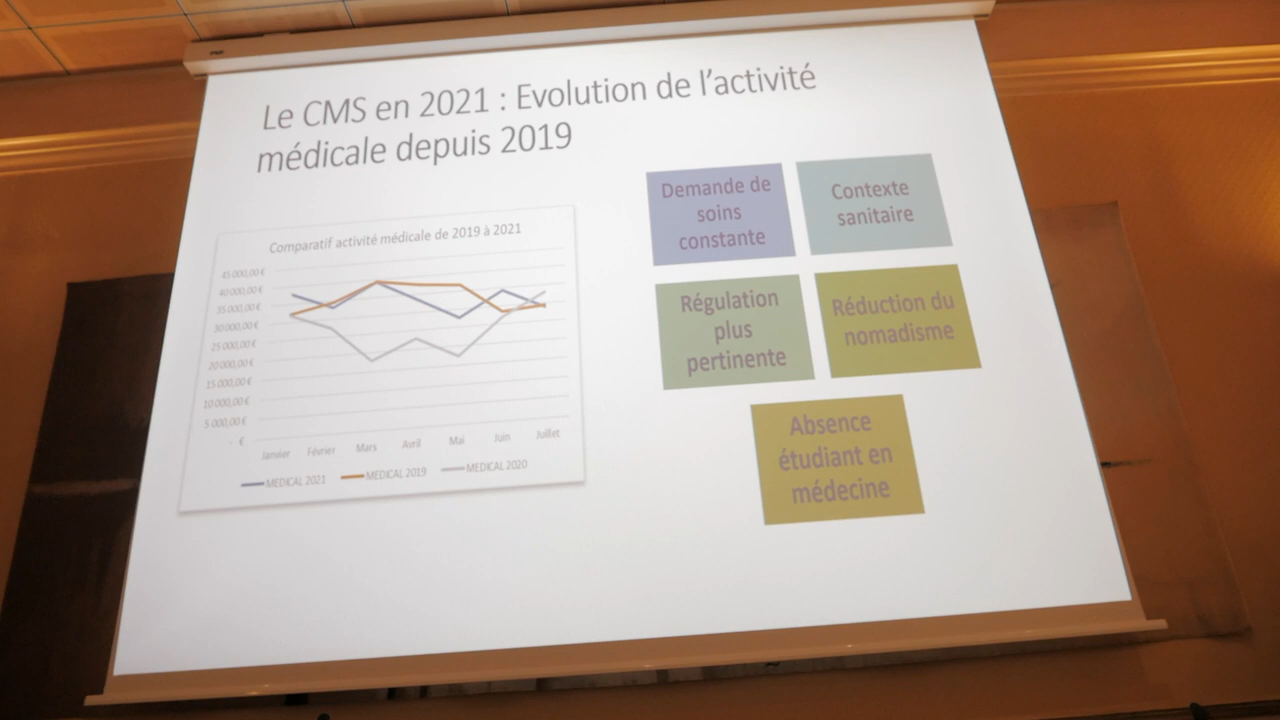 Le CMS en 2021 : Evolution de l'activité
médicale depuis 2019
Comparatif activité médicale de 2019 à 2021
45 000,00 €
40 000,00 €
35 000,00 €
30 000,00 €
25 000,00 €
20 000,00 €
15 000,00 €
10 000,00 €
5 000,00 €
- €
Janvier Février Mars Avril Mai Juin Juillet
MEDICAL 2021 MEDICAL 2019 MEDICAL 2020
Demande de
soins
constante
Contexte
sanitaire
Régulation
plus
pertinente
Réduction du
nomadisme
Absence
étudiant en
médecine